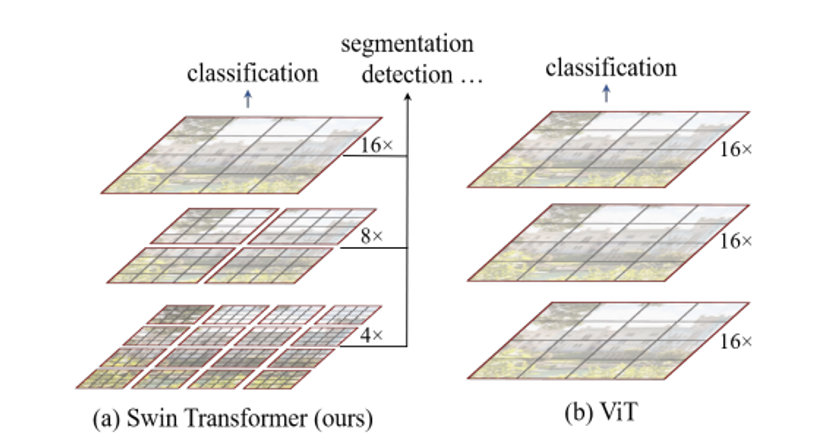 segmentation
detection …
classification
16×
8×
4×
(a) Swin Transformer (ours)
classification
16×
16×
16×
(b) ViT